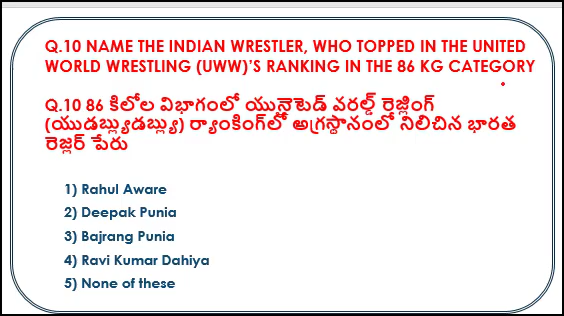 Q.10 NAME THE INDIAN WRESTLER, WHO TOPPED IN THE UNITED
WORLD WRESTLING (UWW)'S RANKING IN THE 86 KG CATEGORY
Q.10 86 కిలోల విభాగంలో యునైటెడ్ వరల్డ్ రెజ్లింగ్
(యుడబ్ల్యుడబ్ల్యు) ర్యాంకింగ్‌లో అగ్రస్థానంలో నిలిచిన భారత
రెజ్లర్ పేరు
1) Rahul Aware
2) Deepak Punia
3) Bajrang Punia
4) Ravi Kumar Dahiya
5) None of these